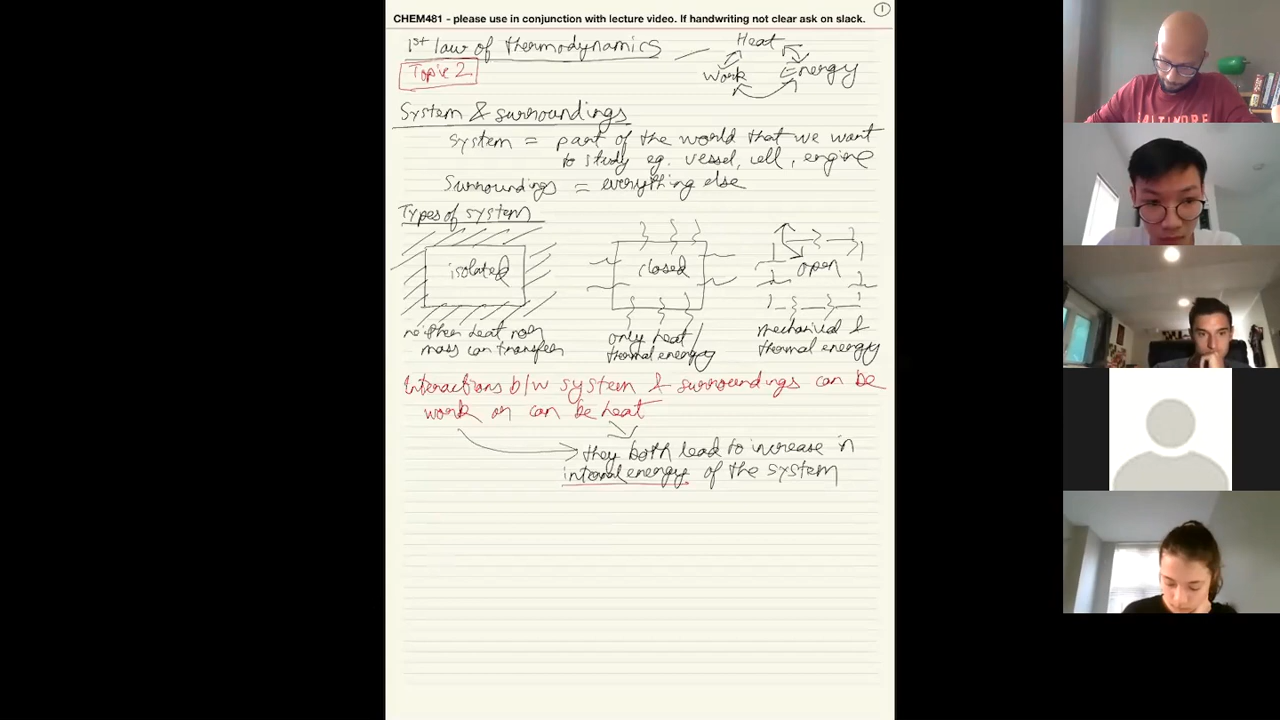 1
CHEM481 - please use in conjunction with lecture video. If handwriting not clear ask on slack.
1st law of thermodynamics
Heat
Work Energy
Topic 2
System & surroundings
System = part of the world that we want
to study eg. vessel, cell, engine
Surroundings = everything else
Types of system
isolated
closed
open
neither heat nor
mass can transfer
only heat/
thermal energy
mechanical &
thermal energy
Interactions b/w system & surroundings can be
work or can be heat
they both lead to increase in
internal energy of the system
BALTIMORE